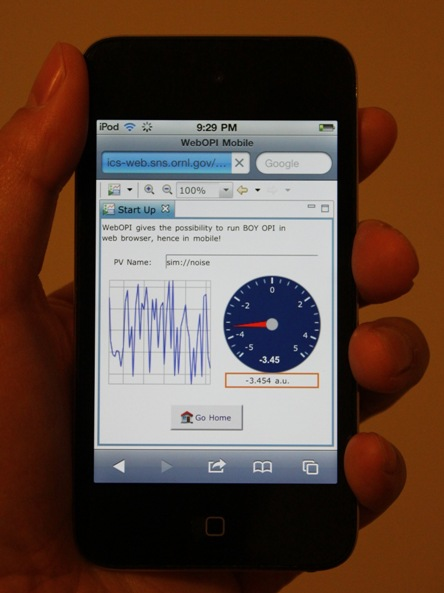 iPod 9:29 PM
WebOPI Mobile
ics-web.sns.ornl.gov/... Google
100%
Start Up
WebOPI gives the possibility to run BOY OPI in
web browser, hence in mobile!
PV Name: sim://noise
0
-2 2
-4 4
-5 5
-3.45
-3.454 a.u.
Go Home